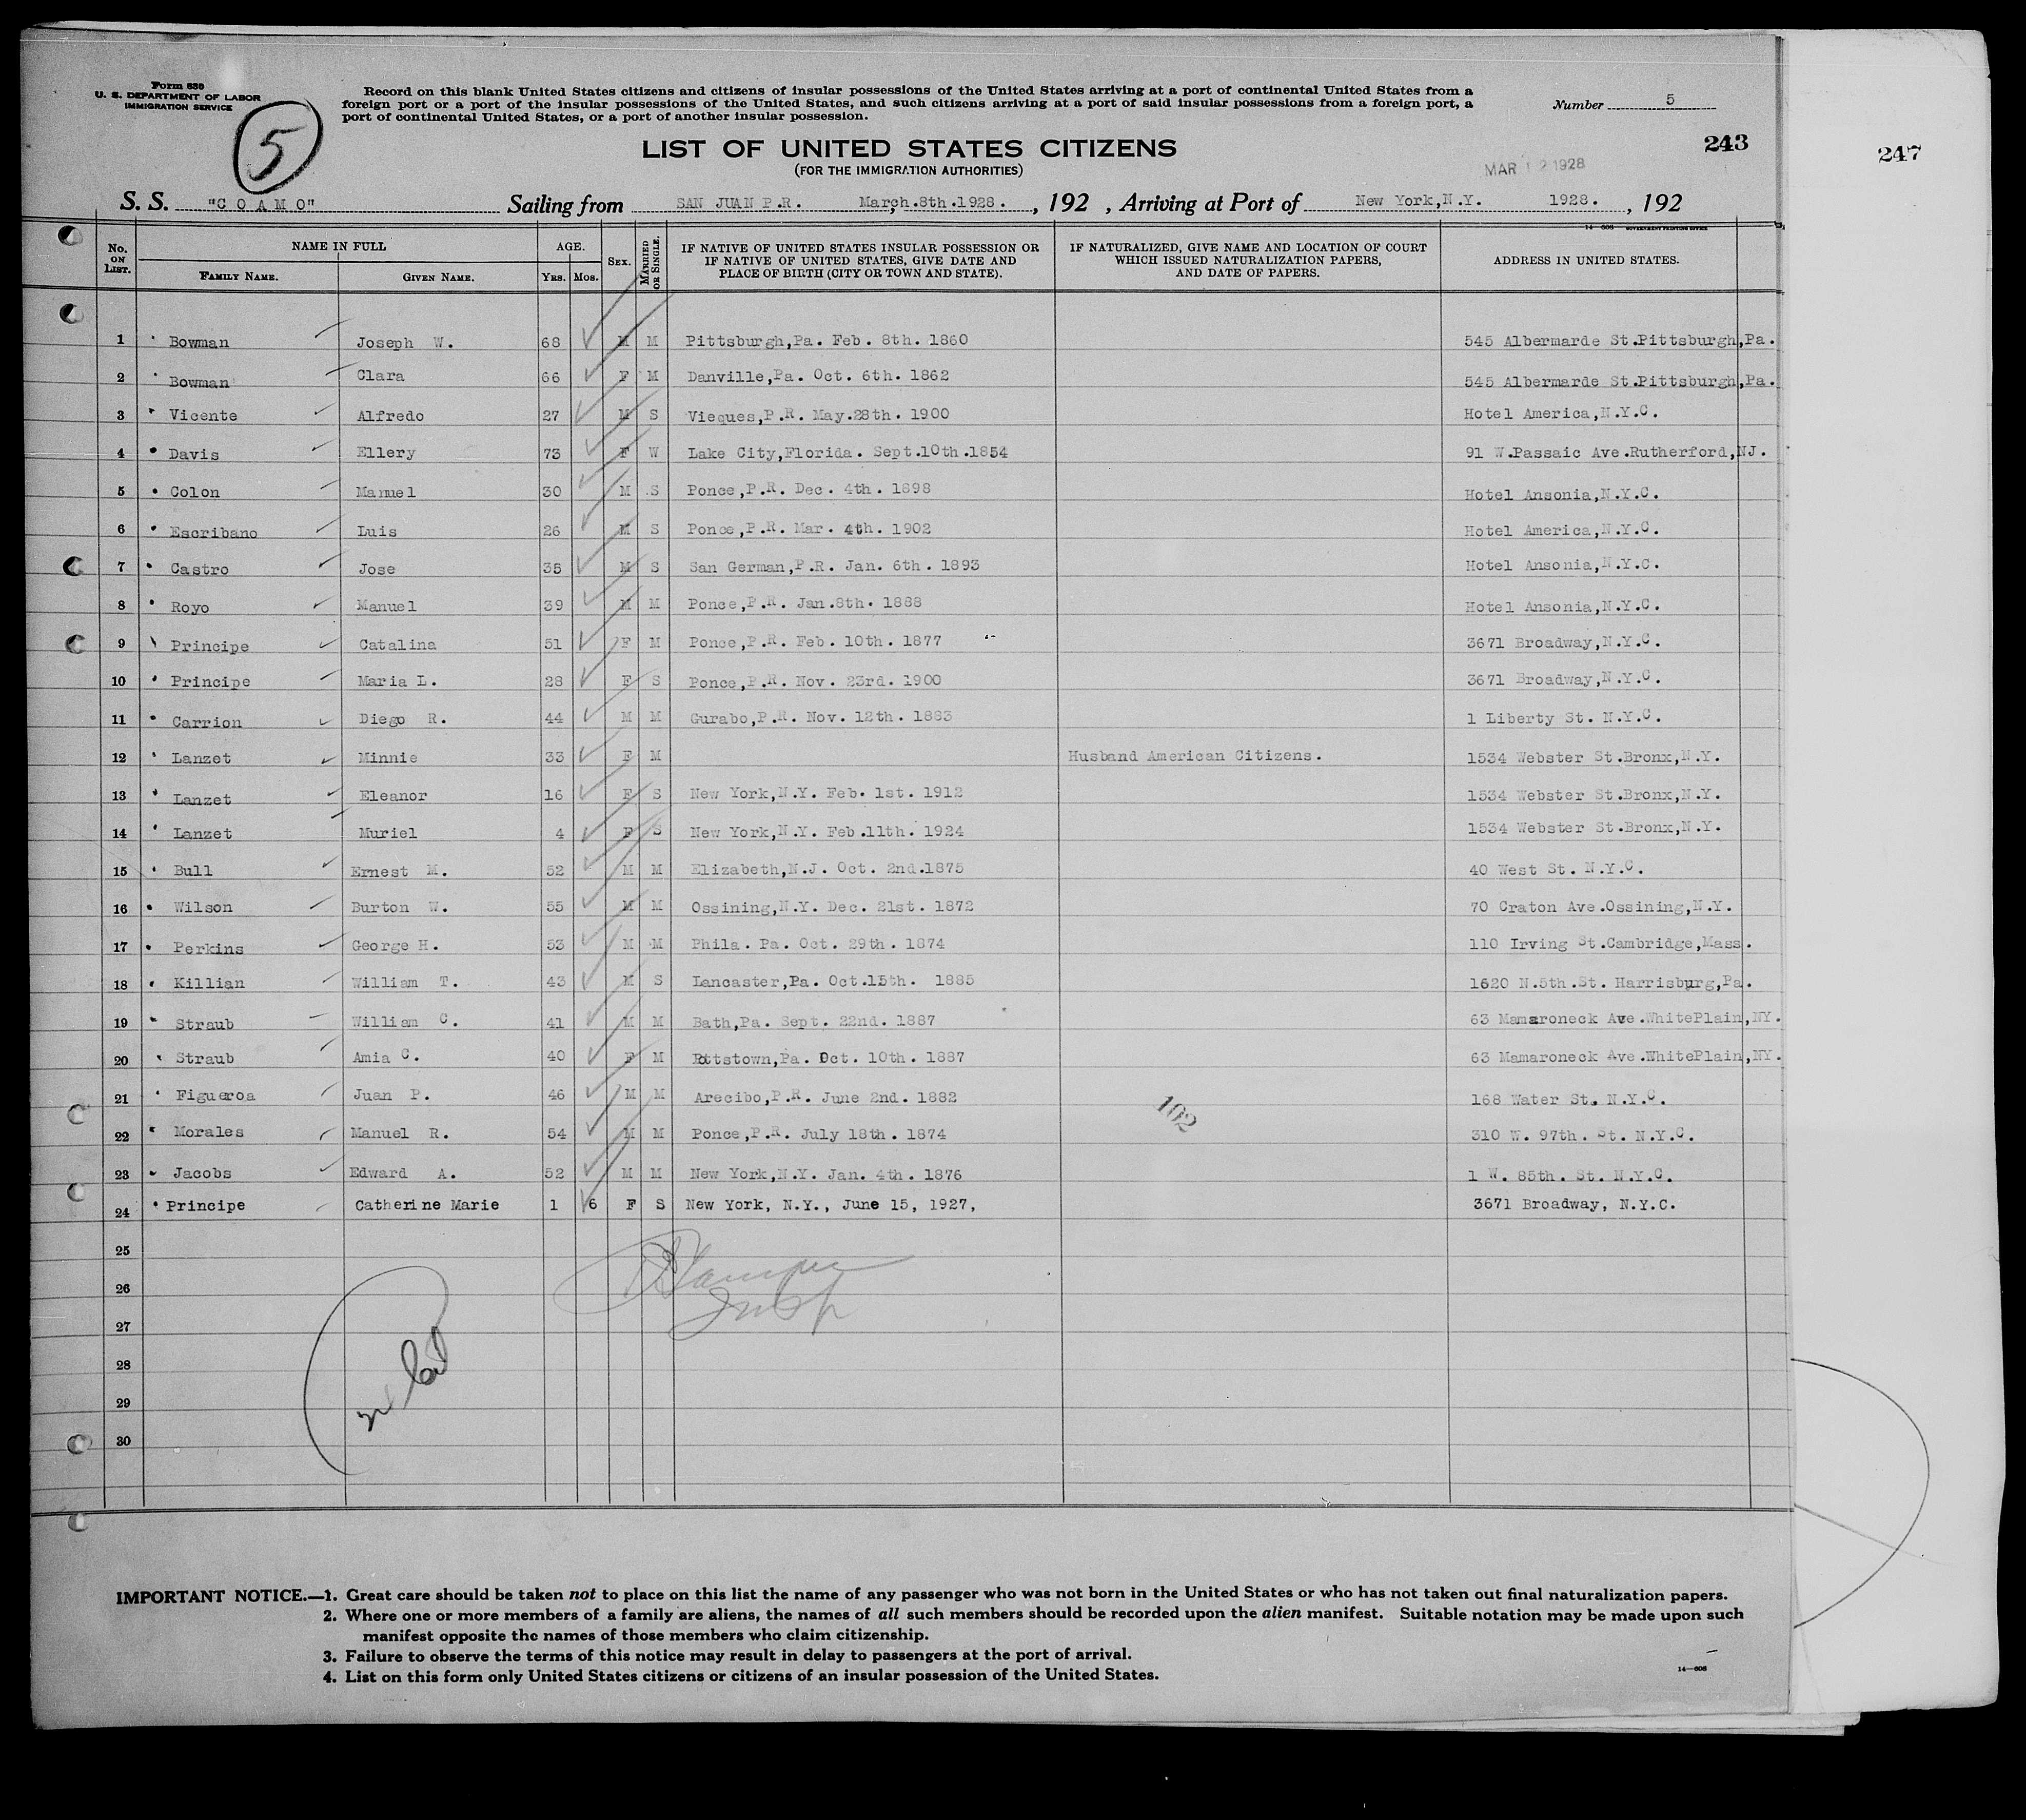 Form 630
U. S. DEPARTMENT OF LABOR
IMMIGRATION SERVICE
5
Record on this blank United States citizens and citizens of insular possessions of the United States arriving at a port of continental United States from a
foreign port or a port of the insular possessions of the United States, and such citizens arriving at a port of said insular possessions from a foreign port, a
port of continental United States, or a port of another insular possession.
Number 5
LIST OF UNITED STATES CITIZENS
(FOR THE IMMIGRATION AUTHORITIES)
243
247
MAR 12 1928
S. S. "C O A M O" Sailing from SAN JUAN P.R. March.8th.1928. , 192 , Arriving at Port of New York,N.Y. 1928. , 192
No. ON LIST. NAME IN FULL FAMILY NAME. GIVEN NAME. AGE. YRS. MOS. SEX. MARRIED OR SINGLE. IF NATIVE OF UNITED STATES INSULAR POSSESSION OR IF NATIVE OF UNITED STATES, GIVE DATE AND PLACE OF BIRTH (CITY OR TOWN AND STATE). IF NATURALIZED, GIVE NAME AND LOCATION OF COURT WHICH ISSUED NATURALIZATION PAPERS, AND DATE OF PAPERS. ADDRESS IN UNITED STATES.
1 Bowman Joseph W. 68 M M Pittsburgh,Pa. Feb. 8th. 1860 545 Albermarde St.Pittsburgh,Pa.
2 Bowman Clara 66 F M Danville,Pa. Oct. 6th. 1862 545 Albermarde St.Pittsburgh,Pa.
3 Vicente Alfredo 27 M S Vieques,P.R. May.28th. 1900 Hotel America,N.Y.C.
4 Davis Ellery 73 F W Lake City,Florida. Sept.10th.1854 91 W.Passaic Ave.Rutherford,NJ.
5 Colon Manuel 30 M S Ponce,P.R. Dec. 4th. 1898 Hotel Ansonia,N.Y.C.
6 Escribano Luis 26 M S Ponce,P.R. Mar. 4th. 1902 Hotel America,N.Y.C.
7 Castro Jose 35 M S San German,P.R. Jan. 6th. 1893 Hotel Ansonia,N.Y.C.
8 Royo Manuel 39 M M Ponce,P.R. Jan.8th. 1888 Hotel Ansonia,N.Y.C.
9 Principe Catalina 51 F M Ponce,P.R. Feb. 10th. 1877 3671 Broadway,N.Y.C.
10 Principe Maria L. 28 F S Ponce,P.R. Nov. 23rd. 1900 3671 Broadway,N.Y.C.
11 Carrion Diego R. 44 M M Gurabo,P.R. Nov. 12th. 1883 1 Liberty St. N.Y.C.
12 Lanzet Minnie 33 F M Husband American Citizens. 1534 Webster St.Bronx,N.Y.
13 Lanzet Eleanor 16 F S New York,N.Y. Feb. 1st. 1912 1534 Webster St.Bronx,N.Y.
14 Lanzet Muriel 4 F S New York,N.Y. Feb.11th. 1924 1534 Webster St.Bronx,N.Y.
15 Bull Ernest M. 52 M M Elizabeth,N.J. Oct. 2nd.1875 40 West St. N.Y.C.
16 Wilson Burton W. 55 M M Ossining,N.Y. Dec. 21st. 1872 70 Craton Ave.Ossining,N.Y.
17 Perkins George H. 53 M M Phila. Pa. Oct. 29th. 1874 110 Irving St.Cambridge,Mass.
18 Killian William T. 43 M S Lancaster,Pa. Oct.15th. 1885 1620 N.5th.St. Harrisburg,Pa.
19 Straub William C. 41 M M Bath,Pa. Sept. 22nd. 1887 63 Mamaroneck Ave.WhitePlain,NY.
20 Straub Amia C. 40 F M Pottstown,Pa. Oct. 10th. 1887 63 Mamaroneck Ave.WhitePlain,NY.
21 Figueroa Juan P. 46 M M Arecibo,P.R. June 2nd. 1882 168 Water St. N.Y.C.
22 Morales Manuel R. 54 M M Ponce,P.R. July 18th. 1874 310 W. 97th. St. N.Y.C.
23 Jacobs Edward A. 52 M M New York,N.Y. Jan. 4th. 1876 1 W. 85th. St. N.Y.C.
24 Principe Catherine Marie 1 6 F S New York, N.Y., June 15, 1927, 3671 Broadway, N.Y.C.
102
25
26
27
28
29
30
IMPORTANT NOTICE.—1. Great care should be taken not to place on this list the name of any passenger who was not born in the United States or who has not taken out final naturalization papers.
2. Where one or more members of a family are aliens, the names of all such members should be recorded upon the alien manifest. Suitable notation may be made upon such
manifest opposite the names of those members who claim citizenship.
3. Failure to observe the terms of this notice may result in delay to passengers at the port of arrival.
4. List on this form only United States citizens or citizens of an insular possession of the United States.
14—608